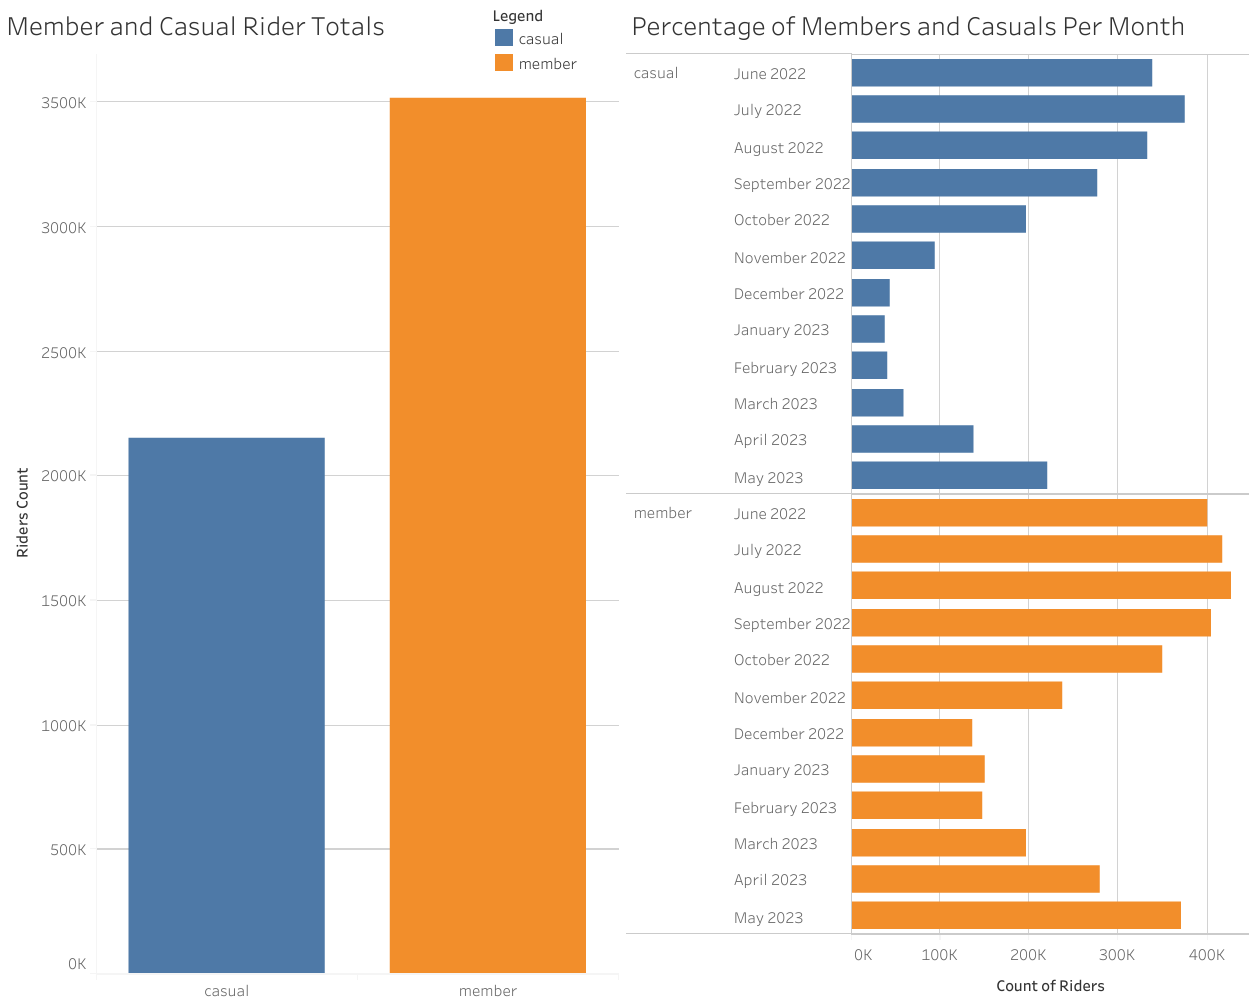 Member and Casual Rider Totals
Legend
casual
member
3500K
3000K
2500K
2000K
1500K
1000K
500K
0K
Riders Count
casual
member
Percentage of Members and Casuals Per Month
casual
June 2022
July 2022
August 2022
September 2022
October 2022
November 2022
December 2022
January 2023
February 2023
March 2023
April 2023
May 2023
member
June 2022
July 2022
August 2022
September 2022
October 2022
November 2022
December 2022
January 2023
February 2023
March 2023
April 2023
May 2023
0K 100K 200K 300K 400K
Count of Riders